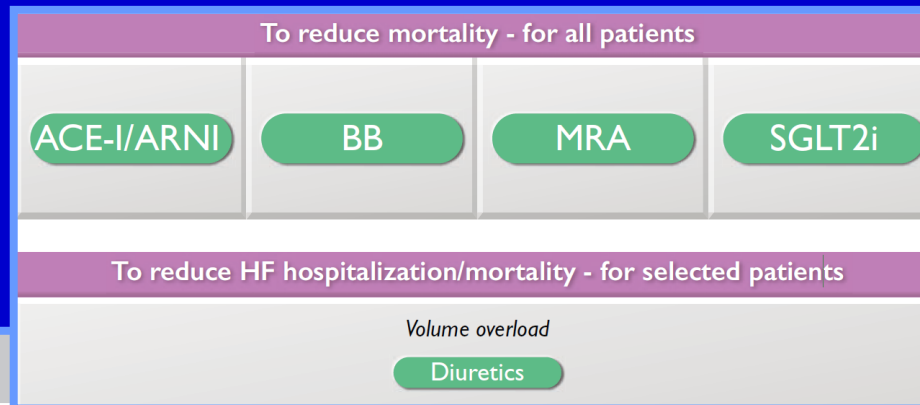 To reduce mortality - for all patients
ACE-I/ARNI BB MRA SGLT2i
To reduce HF hospitalization/mortality - for selected patients
Volume overload
Diuretics